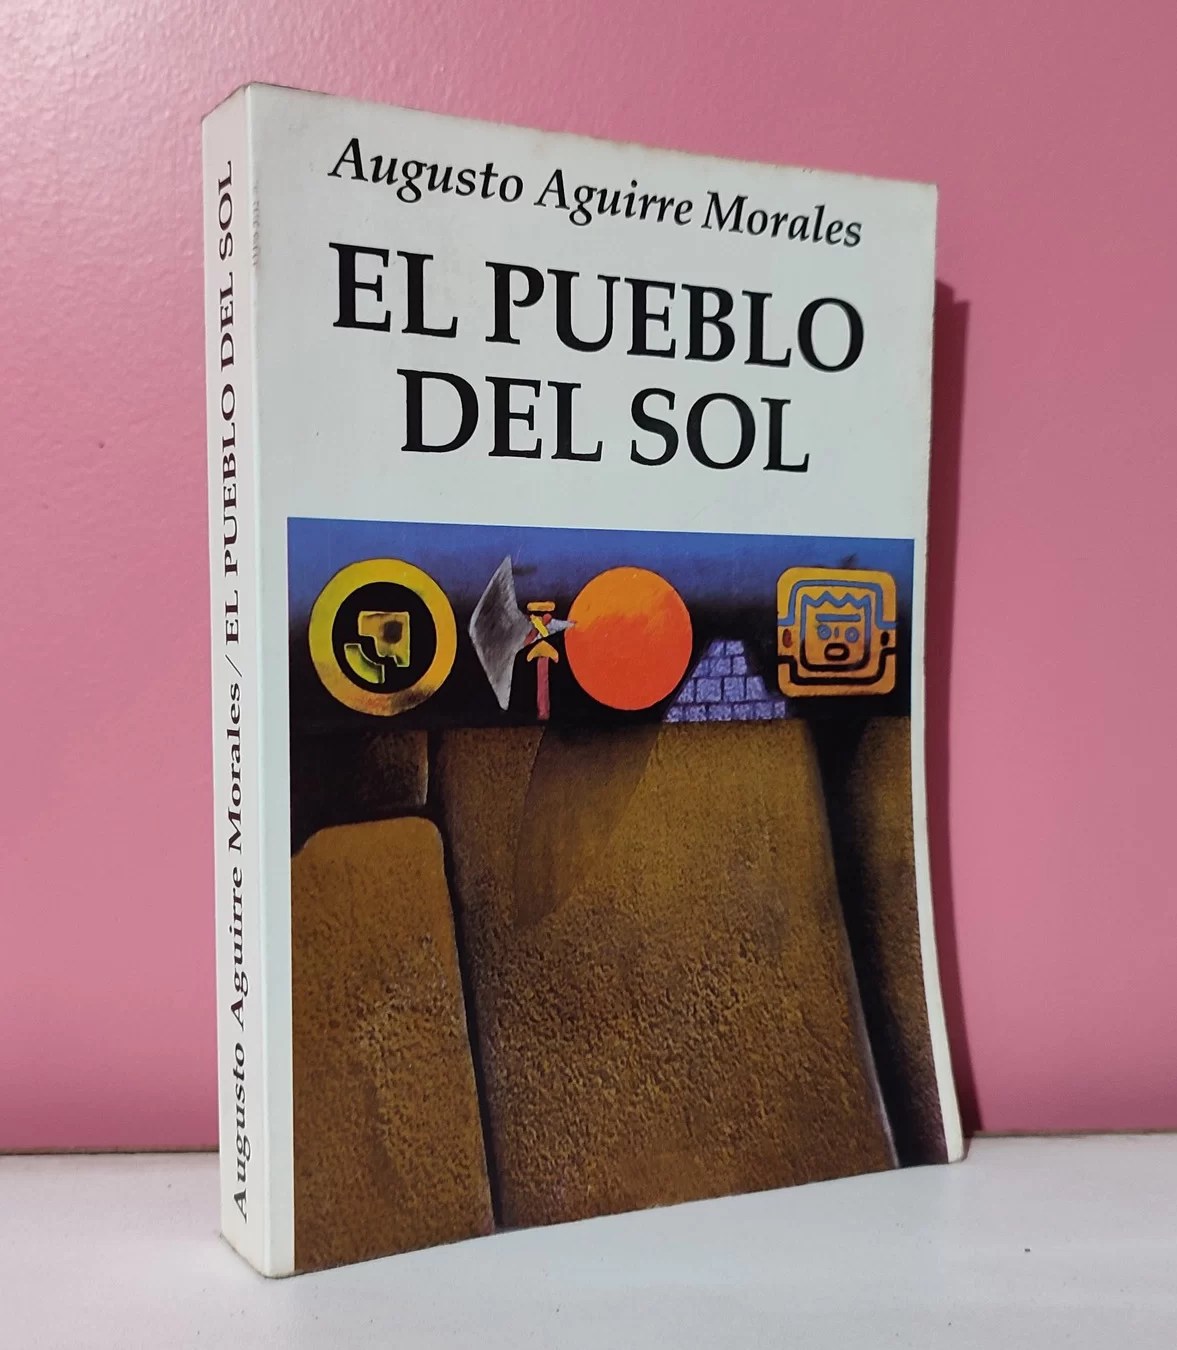 Augusto Aguirre Morales
EL PUEBLO
DEL SOL
Augusto Aguirre Morales / EL PUEBLO DEL SOL